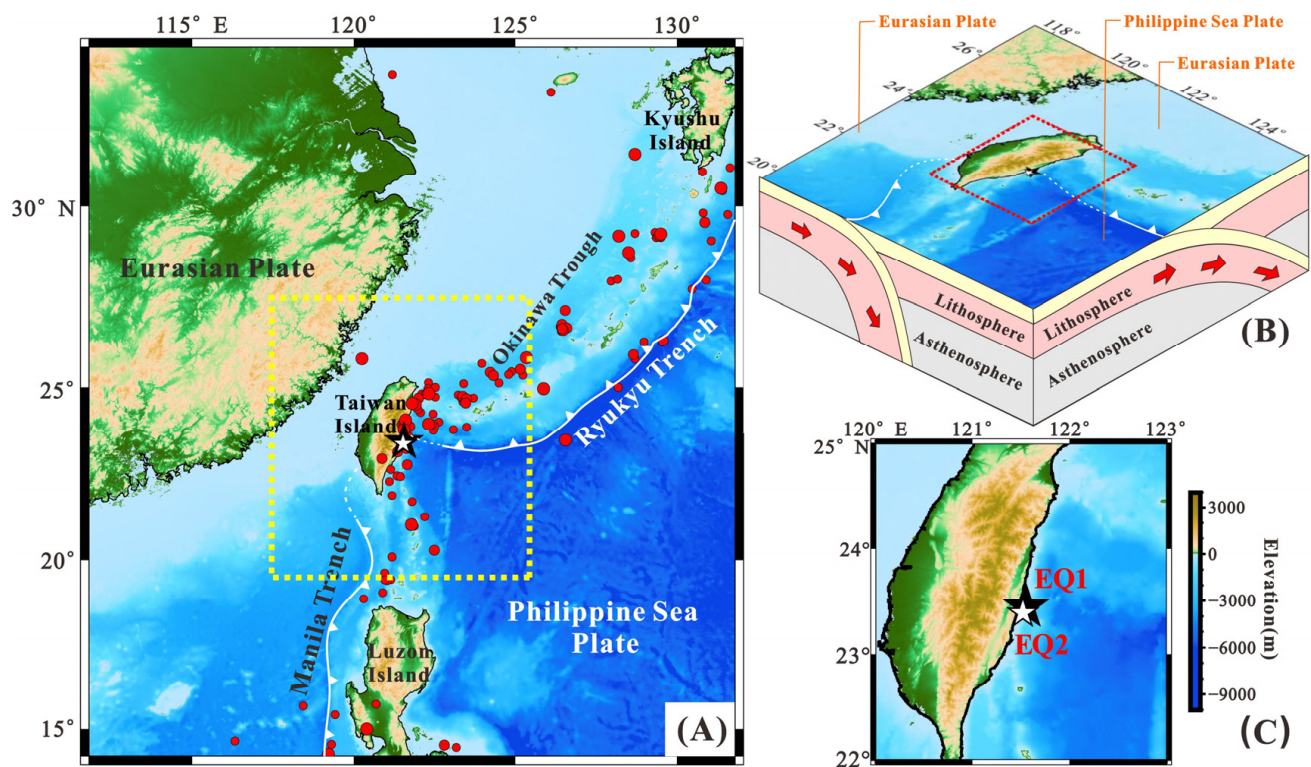 115° E 120° 125° 130°
30° N
25°
20°
15°
Kyushu
Island
Eurasian Plate
Okinawa Trough
Ryukyu Trench
Taiwan
Island
Manila Trench
Philippine Sea
Plate
Luzon
Island
(A)
Eurasian Plate
Philippine Sea Plate
Eurasian Plate
118°
120°
122°
124°
26°
24°
22°
20°
Lithosphere
Lithosphere
Asthenosphere
Asthenosphere
(B)
120° E 121° 122° 123°
25° N
24°
23°
22°
EQ1
EQ2
3000
0
−3000
−6000
−9000
Elevation(m)
(C)